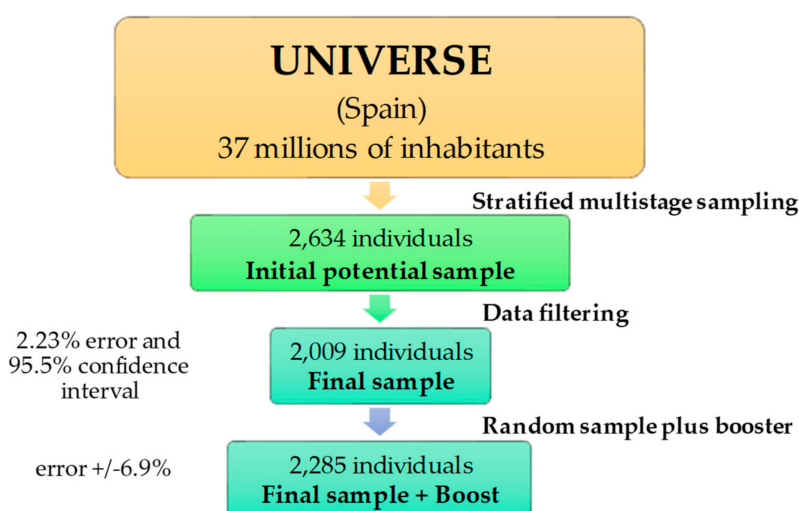 UNIVERSE
(Spain)
37 millions of inhabitants
Stratified multistage sampling
2,634 individuals
Initial potential sample
Data filtering
2.23% error and
95.5% confidence
interval
2,009 individuals
Final sample
Random sample plus booster
error +/-6.9%
2,285 individuals
Final sample + Boost